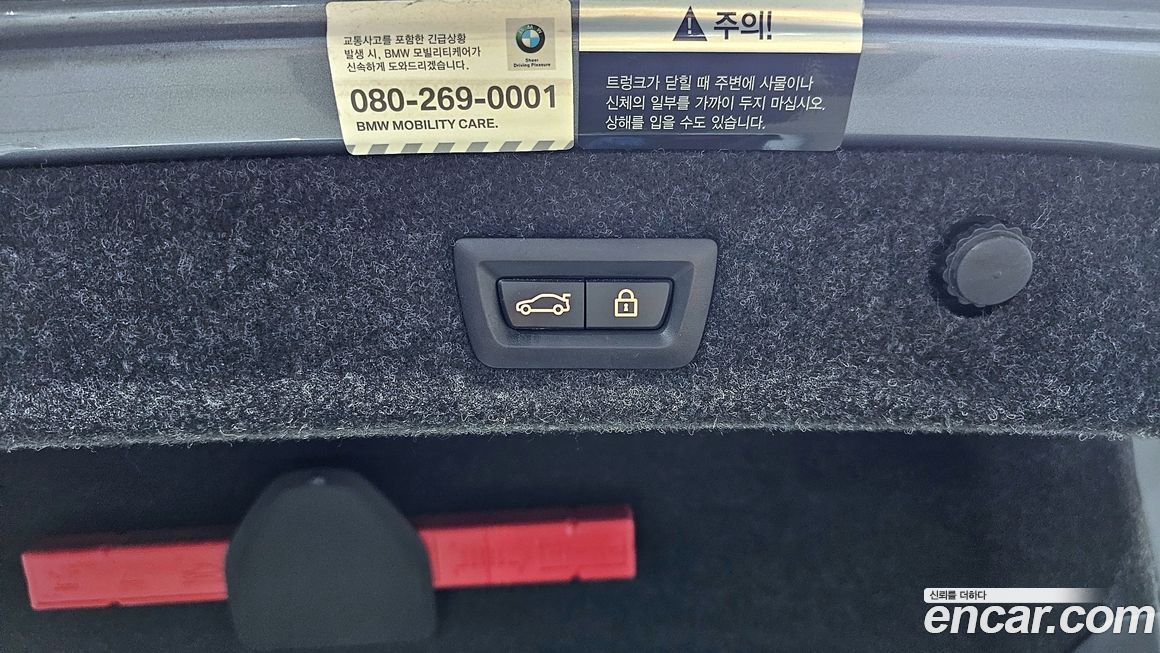 교통사고를 포함한 긴급상황
발생 시, BMW 모빌리티케어가
신속하게 도와드리겠습니다.
Sheer
Driving Pleasure
080-269-0001
BMW MOBILITY CARE.
주의!
트렁크가 닫힐 때 주변에 사물이나
신체의 일부를 가까이 두지 마십시오.
상해를 입을 수도 있습니다.
신뢰를 더하다
encar.com